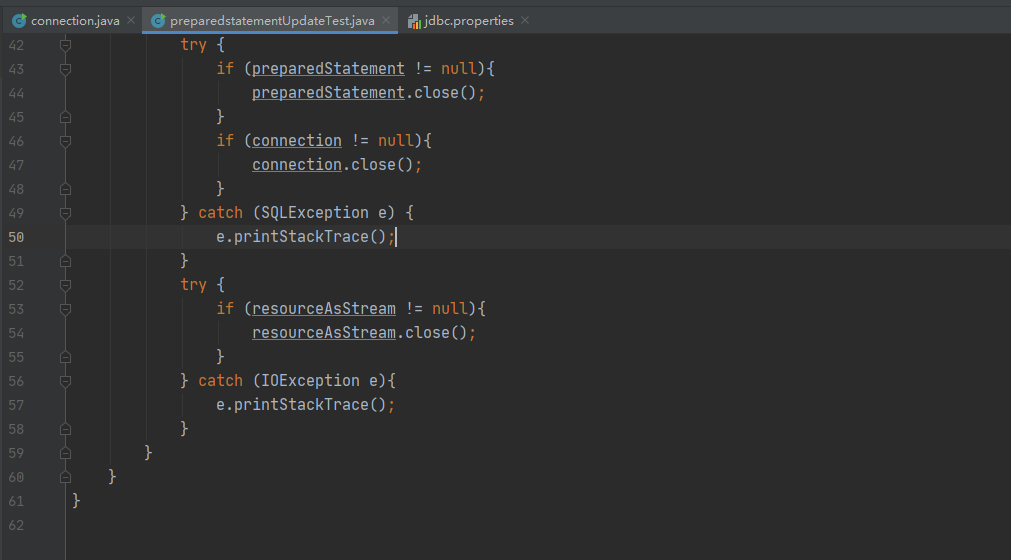 connection.java preparedstatementUpdateTest.java jdbc.properties
42 try {
43 if (preparedStatement != null){
44 preparedStatement.close();
45 }
46 if (connection != null){
47 connection.close();
48 }
49 } catch (SQLException e) {
50 e.printStackTrace();
51 }
52 try {
53 if (resourceAsStream != null){
54 resourceAsStream.close();
55 }
56 } catch (IOException e){
57 e.printStackTrace();
58 }
59 }
60 }
61 }
62